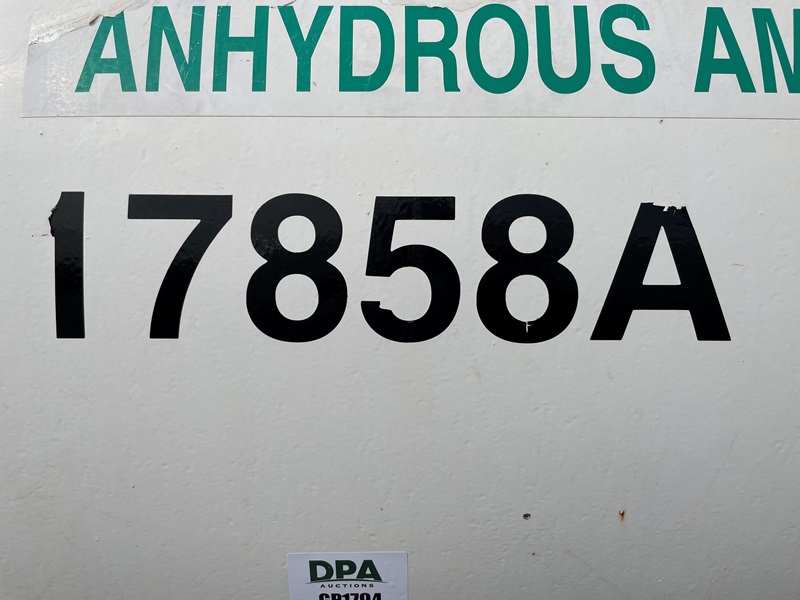 ANHYDROUS AM
17858A
DPA
AUCTIONS